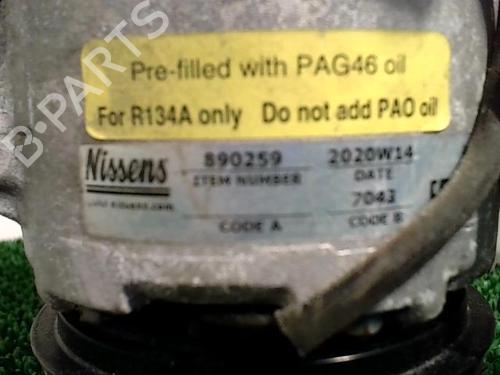 B-PARTS
Pre-filled with PAG46 oil
For R134A only Do not add PAO oil
Nissens 890259 2020W14
ITEM NUMBER DATE
7043
CODE A CODE B